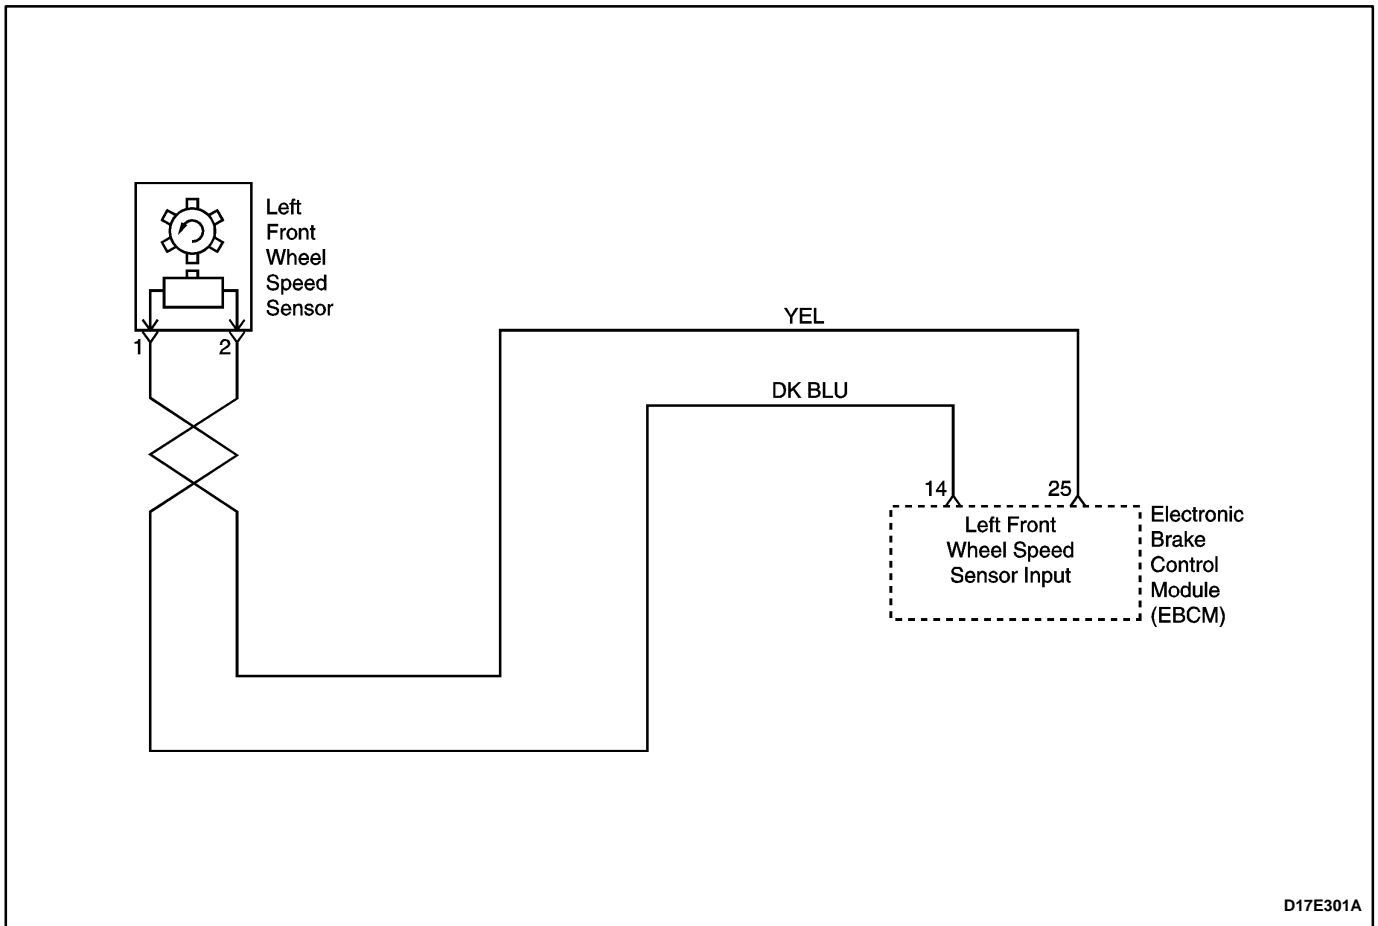 Left
Front
Wheel
Speed
Sensor
1
2
YEL
DK BLU
14
25
Left Front
Wheel Speed
Sensor Input
Electronic
Brake
Control
Module
(EBCM)
D17E301A